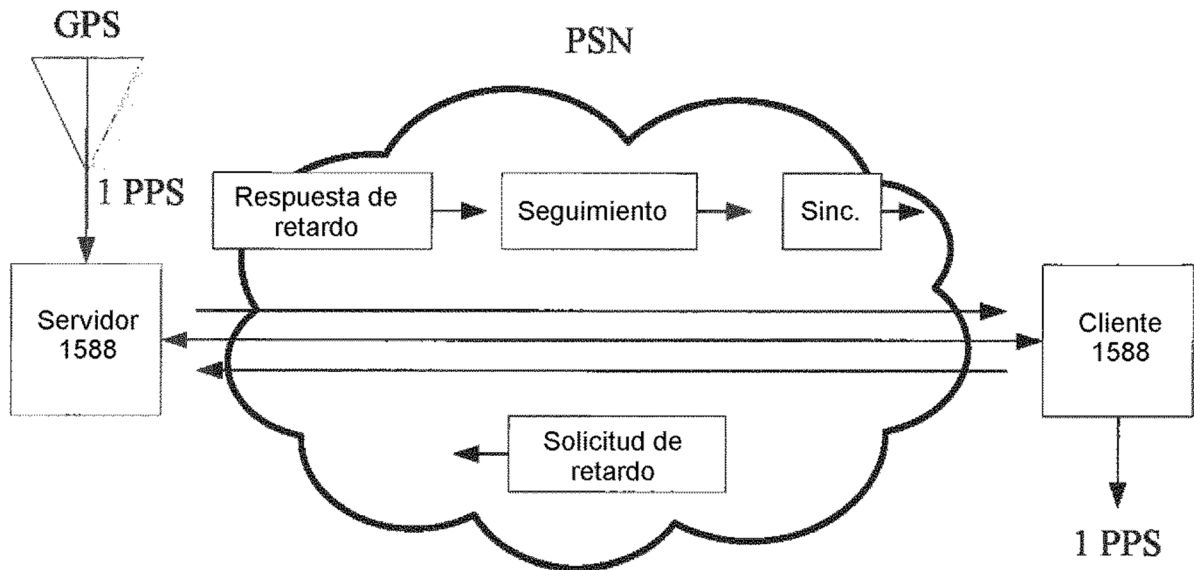 GPS
PSN
1 PPS
Respuesta de
retardo
Seguimiento
Sinc.
Servidor
1588
Cliente
1588
Solicitud de
retardo
1 PPS